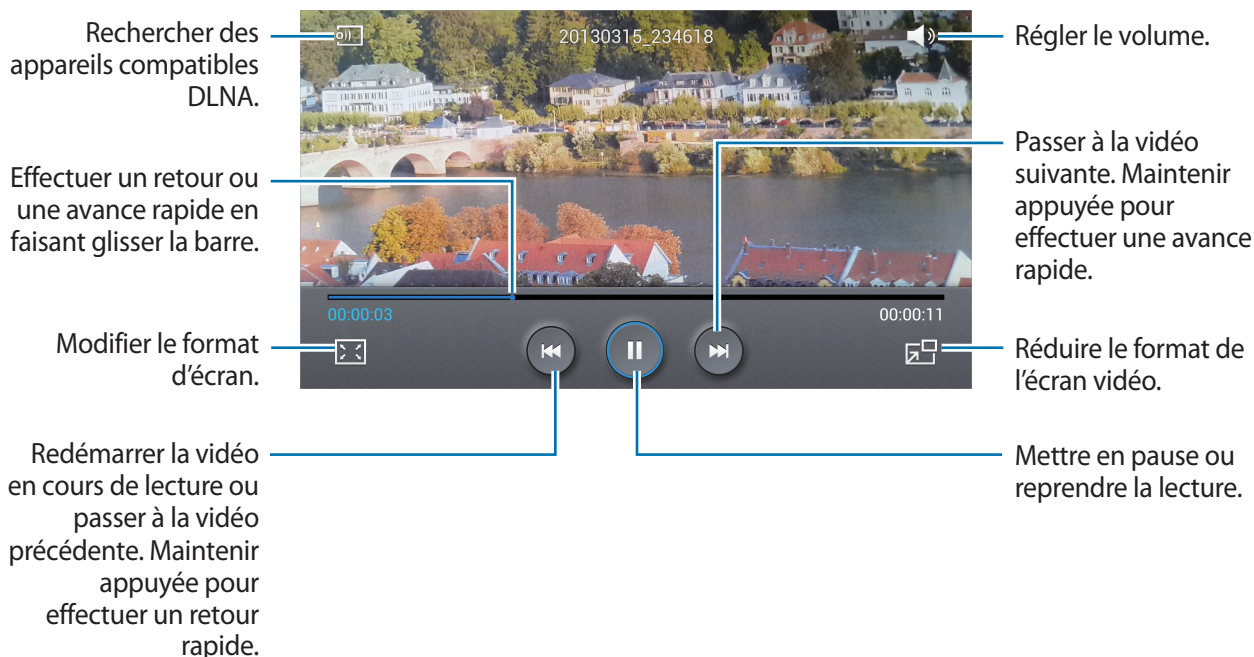 Rechercher des
appareils compatibles
DLNA.
20130315_234618
Régler le volume.
Effectuer un retour ou
une avance rapide en
faisant glisser la barre.
Passer à la vidéo
suivante. Maintenir
appuyée pour
effectuer une avance
rapide.
00:00:03
00:00:11
Modifier le format
d'écran.
Réduire le format de
l'écran vidéo.
Redémarrer la vidéo
en cours de lecture ou
passer à la vidéo
précédente. Maintenir
appuyée pour
effectuer un retour
rapide.
Mettre en pause ou
reprendre la lecture.